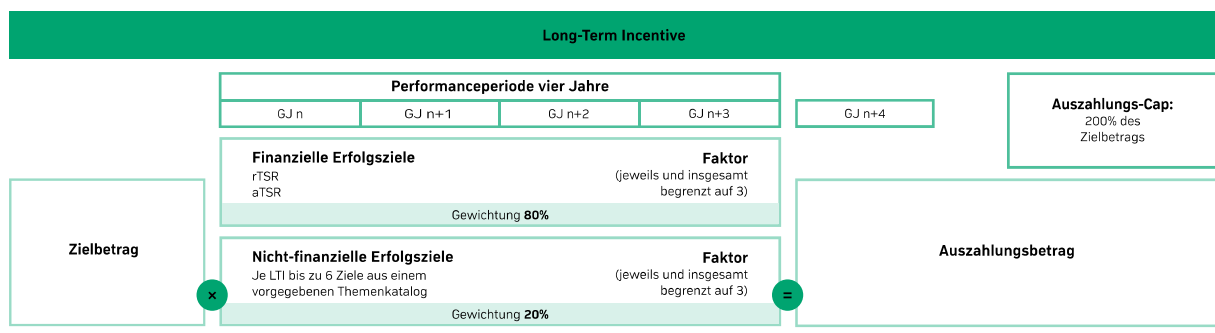 Long-Term Incentive
Performanceperiode vier Jahre
GJ n
GJ n+1
GJ n+2
GJ n+3
GJ n+4
Auszahlungs-Cap:
200% des
Zielbetrags
Finanzielle Erfolgsziele
rTSR
aTSR
Faktor
(jeweils und insgesamt
begrenzt auf 3)
Gewichtung 80%
Zielbetrag
×
Nicht-finanzielle Erfolgsziele
Je LTI bis zu 6 Ziele aus einem
vorgegebenen Themenkatalog
Faktor
(jeweils und insgesamt
begrenzt auf 3)
Gewichtung 20%
=
Auszahlungsbetrag